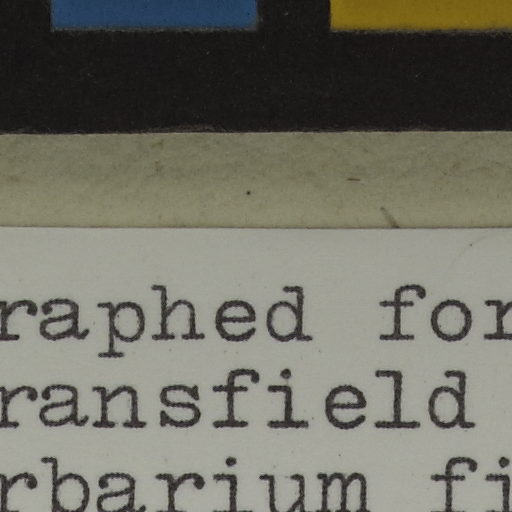 raphed for
ransfield
rbarium fi